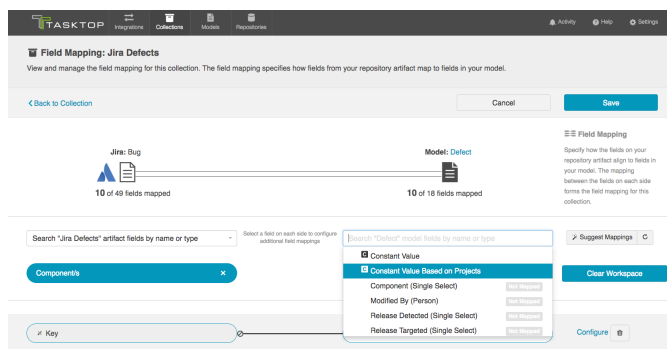 TASKTOP
Integrations
Collections
Models
Repositories
Activity
Help
Settings
Field Mapping: Jira Defects
View and manage the field mapping for this collection. The field mapping specifies how fields from your repository artifact map to fields in your model.
Back to Collection
Cancel
Save
Jira: Bug
Model: Defect
10 of 49 fields mapped
10 of 18 fields mapped
Field Mapping
Specify how the fields on your
repository artifact align to fields in
your model. The mapping
between the fields on each side
forms the field mapping for this
collection.
Search "Jira Defects" artifact fields by name or type
Select a field on each side to configure
additional field mappings
Search "Defect" model fields by name or type
Suggest Mappings
Component/s
Clear Workspace
C Constant Value
C Constant Value Based on Projects
Component (Single Select) Not Mapped
Modified By (Person) Not Mapped
Release Detected (Single Select) Not Mapped
Release Targeted (Single Select) Not Mapped
Key
Configure